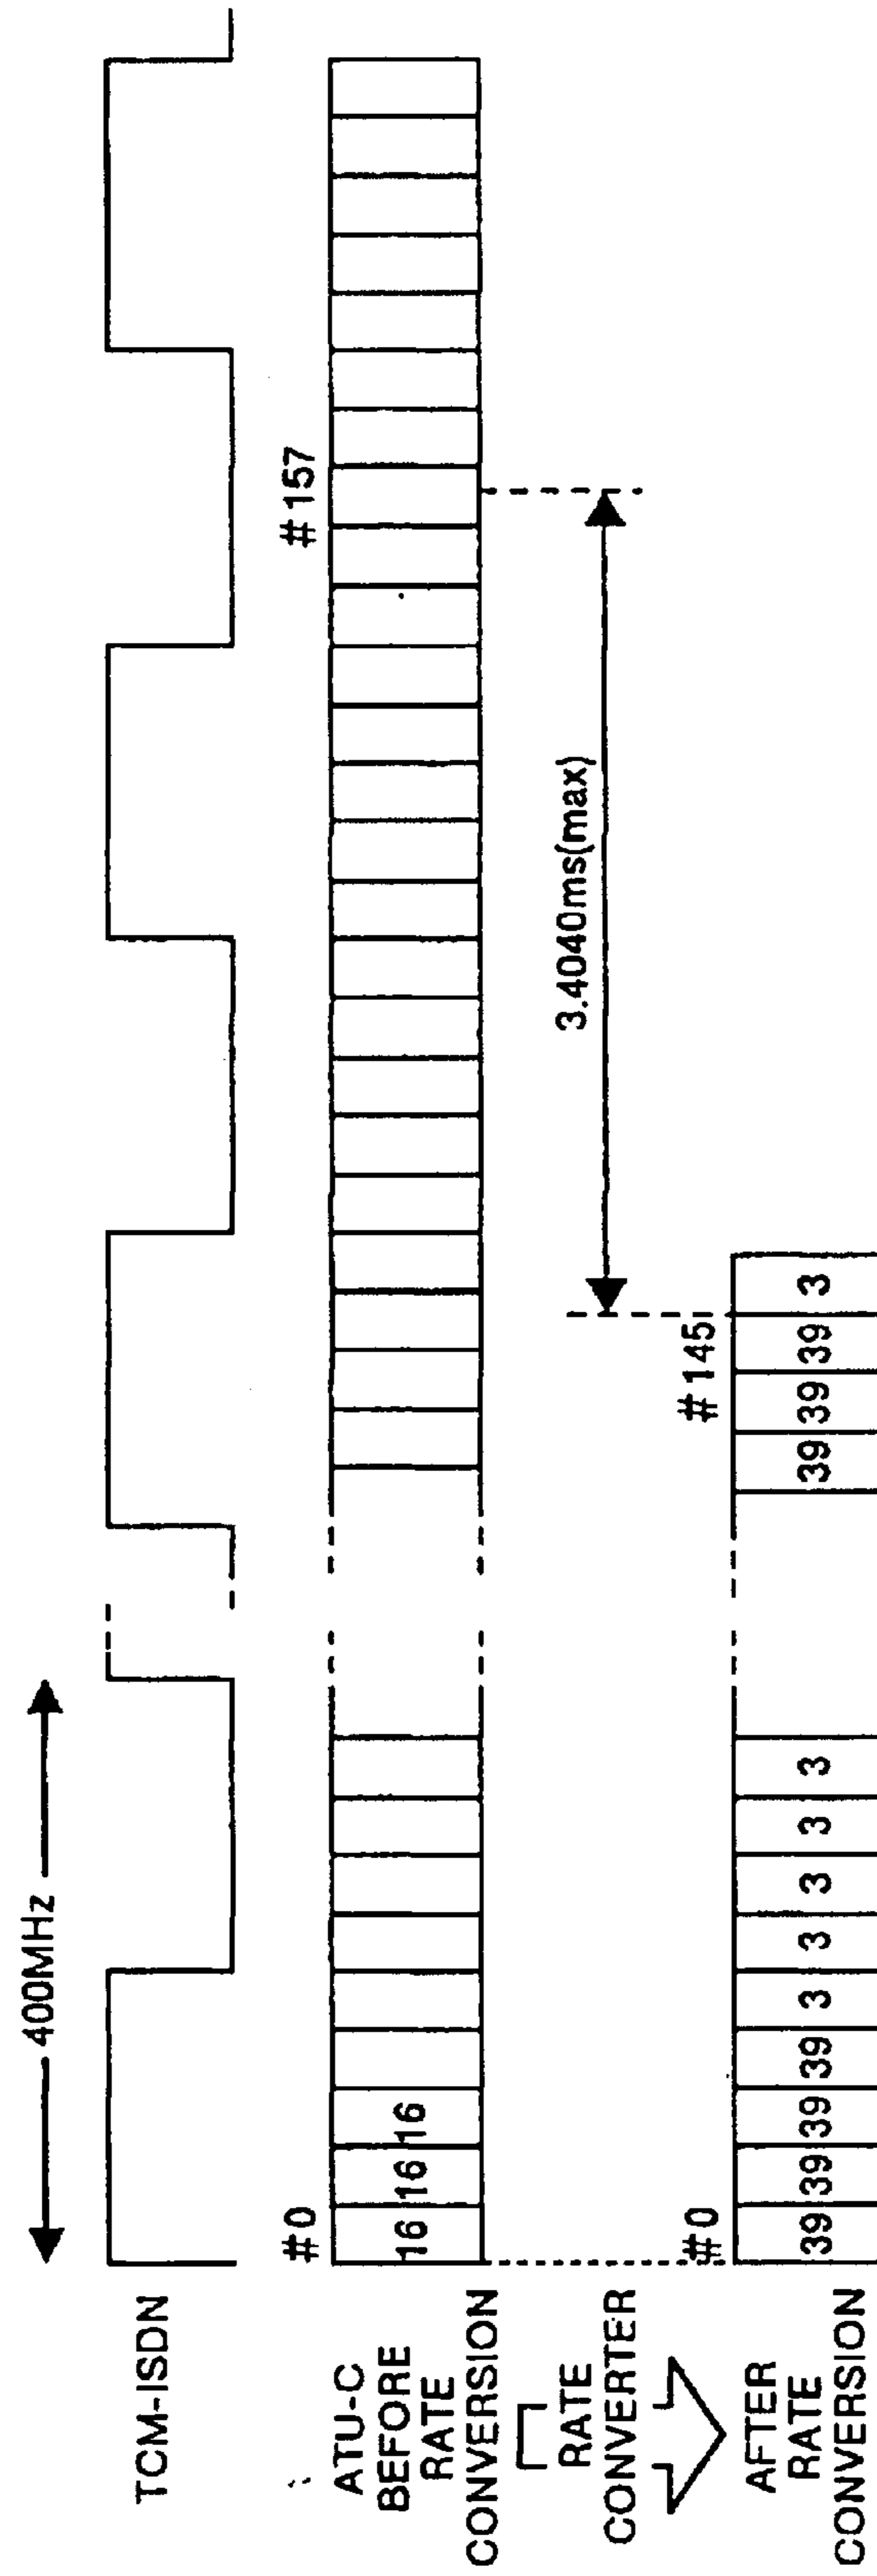 400MHz
TCM-ISDN
#0
#157
ATU-C
BEFORE
RATE
CONVERSION
16 16 16
RATE
CONVERTER
3.4040ms(max)
#0
#145
AFTER
RATE
CONVERSION
39 39 39 39 3 3 3 3 3
39 39 39 3